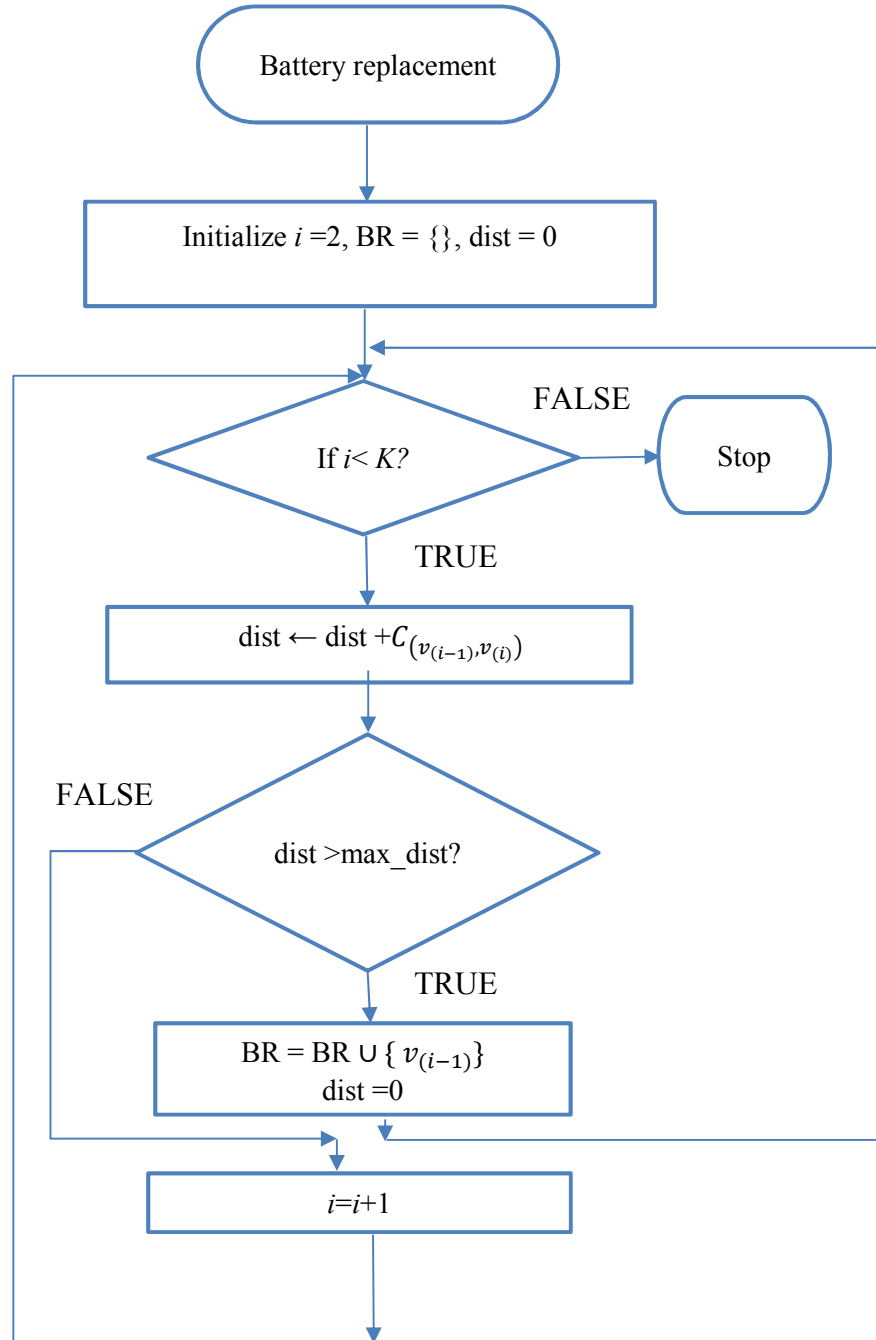 Battery replacement
Initialize i =2, BR = {}, dist = 0
FALSE
If i< K?
Stop
TRUE
dist ← dist +C₍ᵥ₍ᵢ₋₁₎,ᵥ₍ᵢ₎₎
FALSE
dist >max_dist?
TRUE
BR = BR ∪ { v₍ᵢ₋₁₎}
dist =0
i=i+1